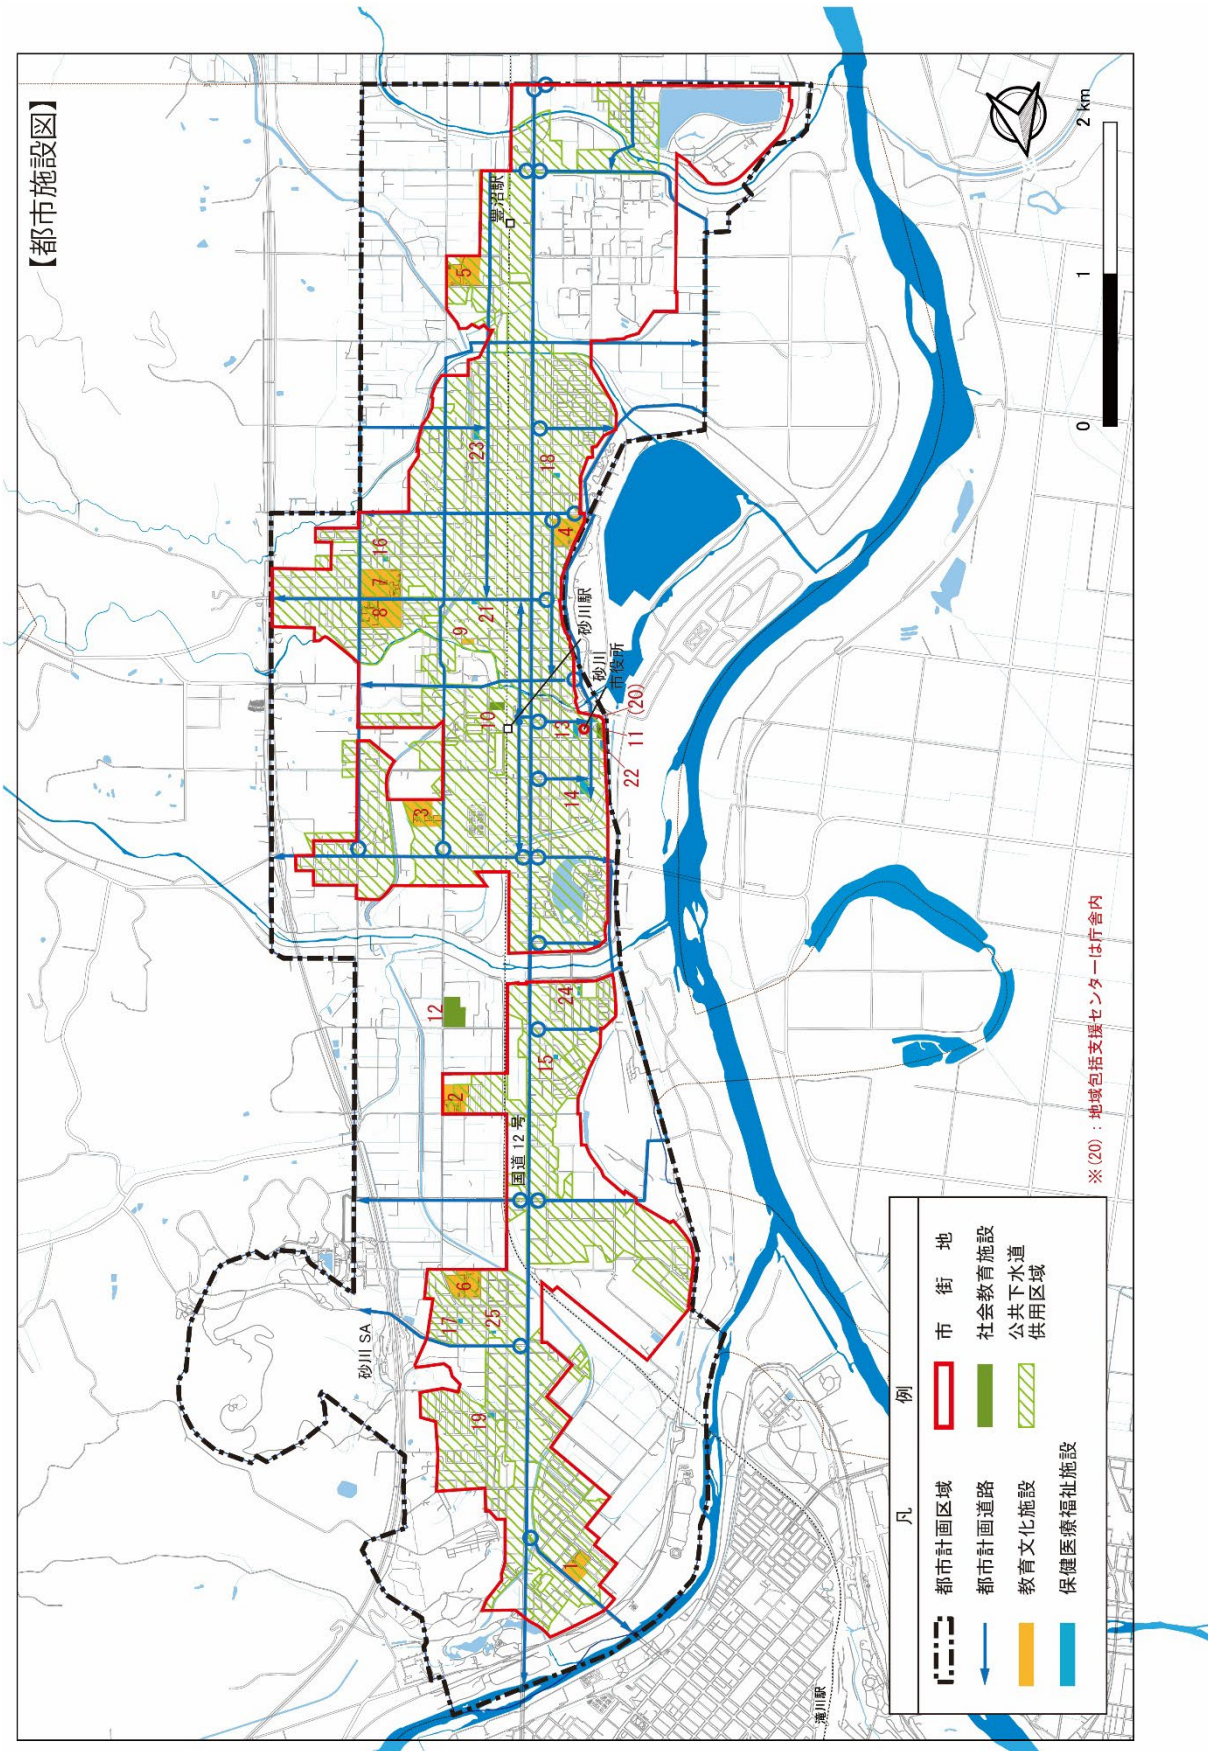 【都市施設図】
豊沼駅
5
23
18
4
16
7
8
21
9
砂川駅
砂川
市役所
(20)
10
13
11
22
14
3
12
24
15
2
国道12号
6
17
25
砂川 SA
19
1
滝川駅
0
1
2 km
※(20)：地域包括支援センターは庁舎内
凡 例
都市計画区域
市 街 地
都市計画道路
社会教育施設
教育文化施設
公共下水道
供用区域
保健医療福祉施設